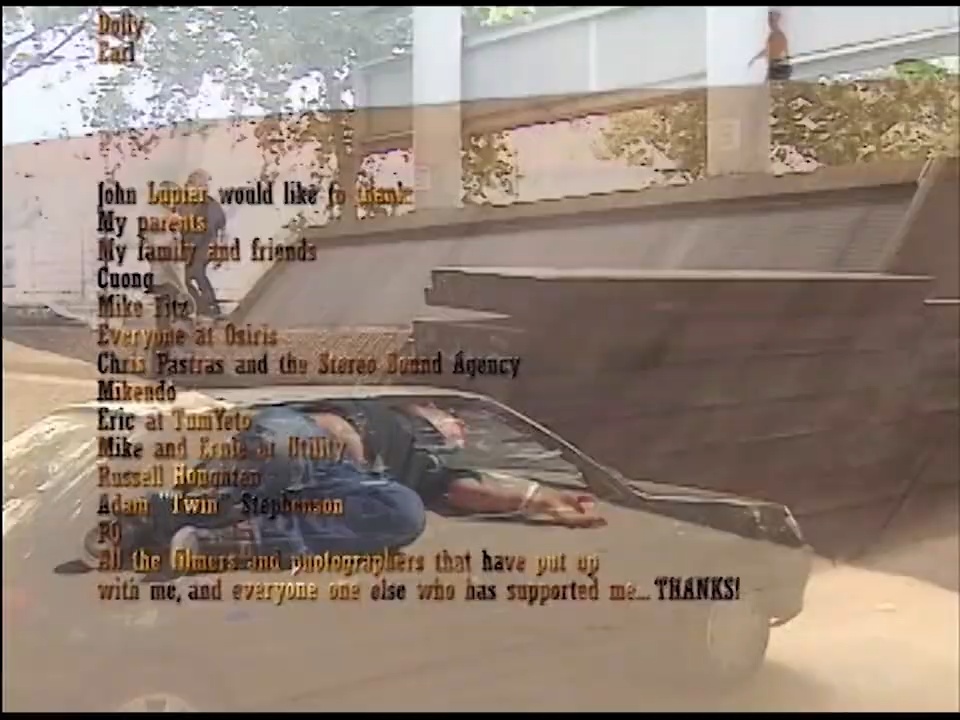 Dolly
Earl
John Lupier would like to thank:
My parents
My family and friends
Cuong
Mike Fitz
Everyone at Osiris
Chris Pastras and the Stereo Sound Agency
Mikendo
Eric at TumYeto
Mike and Ernie at Utility
Russell Houghten
Adam "Twin" Stephenson
PQ
All the filmers and photographers that have put up
with me, and everyone one else who has supported me... THANKS!